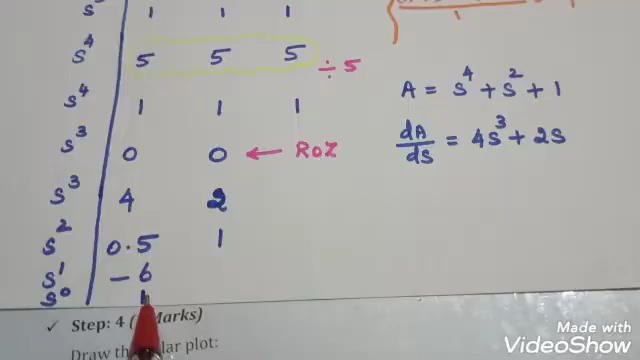 s 1 1 1
s⁴ 5 5 5 ÷ 5
s⁴ 1 1 1
A = s⁴ + s² + 1
s³ 0 0 ← ROZ
dA/ds = 4s³ + 2s
s³ 4 2
s² 0.5 1
s¹ -6
s⁰ 1
✓ Step: 4 ( Marks)
Draw the plot:
Made with
VideoShow